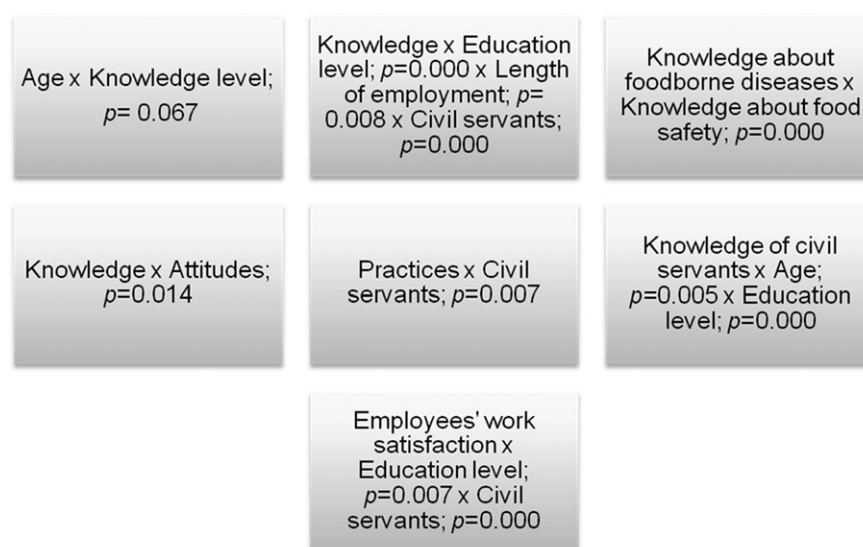 Age x Knowledge level;
p= 0.067
Knowledge x Education
level; p=0.000 x Length
of employment; p=
0.008 x Civil servants;
p=0.000
Knowledge about
foodborne diseases x
Knowledge about food
safety; p=0.000
Knowledge x Attitudes;
p=0.014
Practices x Civil
servants; p=0.007
Knowledge of civil
servants x Age;
p=0.005 x Education
level; p=0.000
Employees' work
satisfaction x
Education level;
p=0.007 x Civil
servants; p=0.000